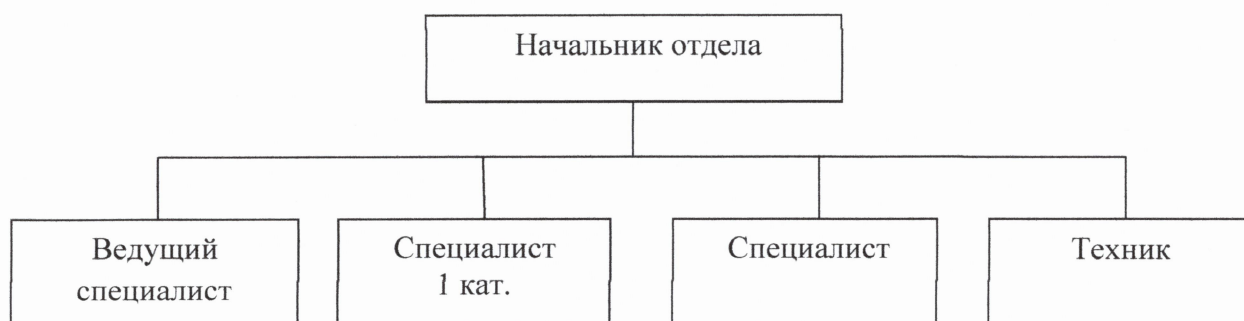 Начальник отдела
Ведущий
специалист
Специалист
1 кат.
Специалист
Техник